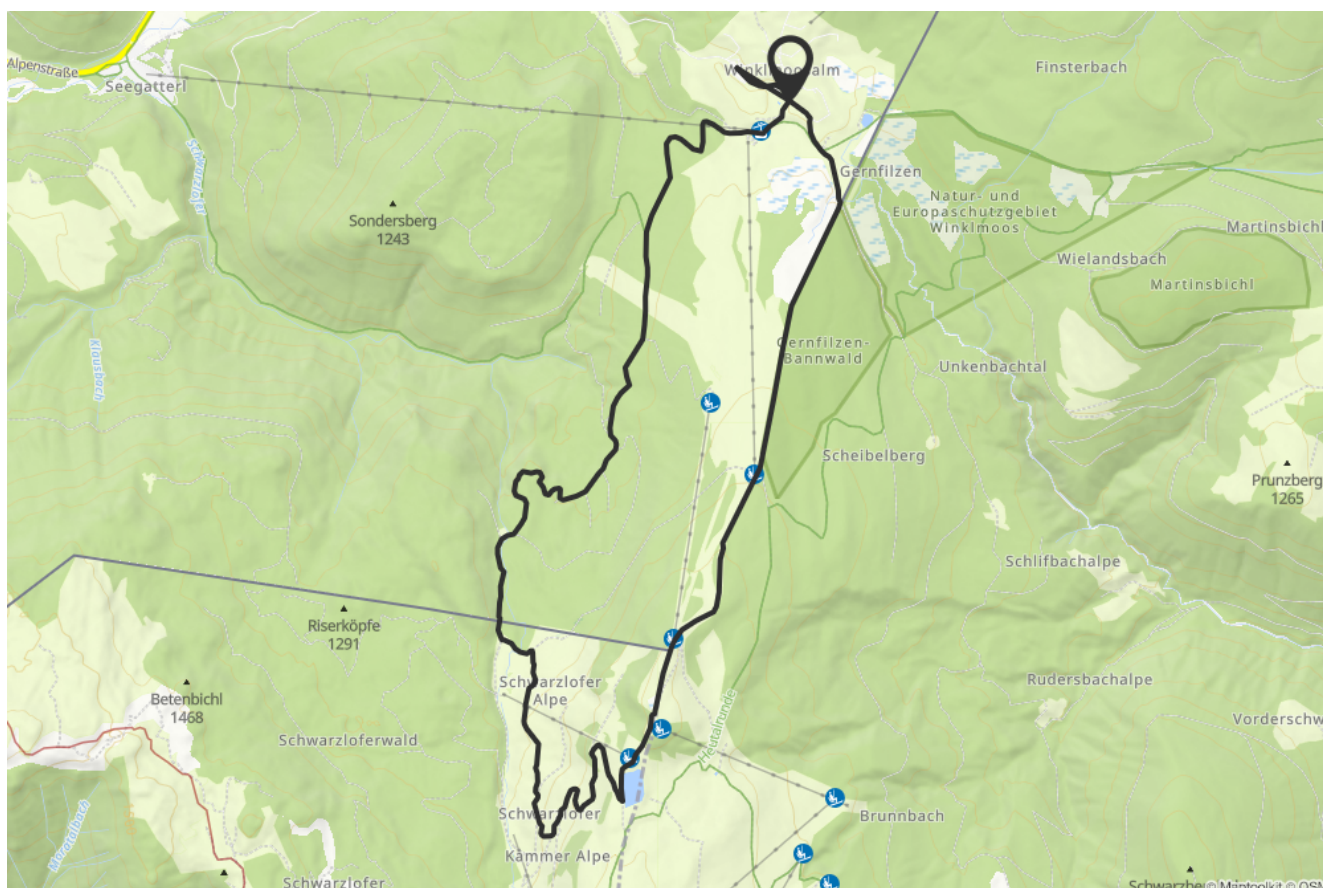 Alpenstraße
Seegatterl
Winklmoosalm
Finsterbach
Schwarzlofer
Gernfilzen
Sondersberg
1243
Natur- und
Europaschutzgebiet
Winklmoos
Martinsbichl
Wielandsbach
Martinsbichl
Klausbach
Gernfilzen-
Bannwald
Unkenbachtal
Scheibelberg
Prunzberg
1265
Schlifbachalpe
Riserköpfe
1291
Schwarzlofer
Alpe
Rudersbachalpe
Betenbichl
1468
Heutalrunde
Vorderschw
Schwarzloferwald
Schwarzlofer
Brunnbach
Kammer Alpe
Schwarzlofer
© Maptoolkit © OSM